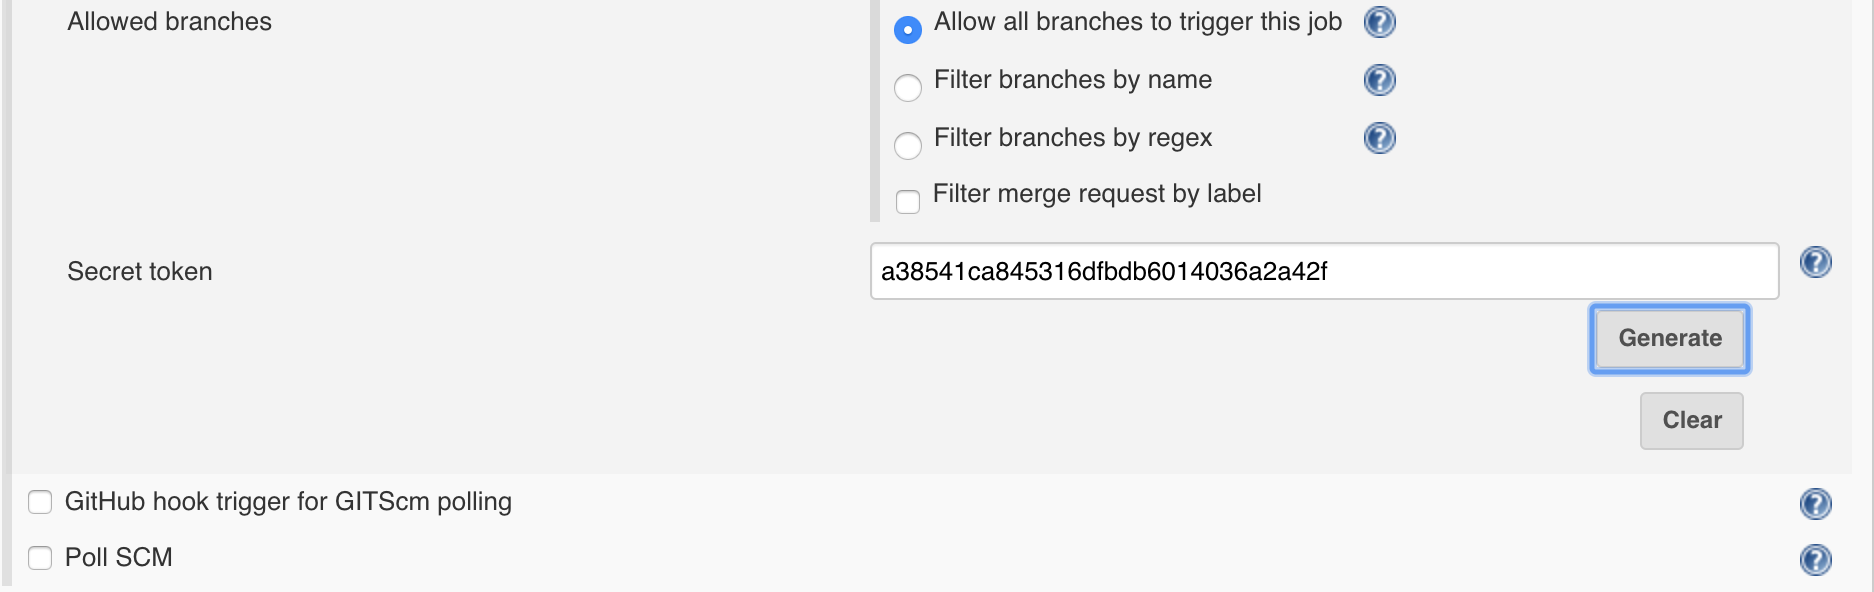 Allowed branches
Allow all branches to trigger this job
Filter branches by name
Filter branches by regex
Filter merge request by label
Secret token
a38541ca845316dfbdb6014036a2a42f
Generate
Clear
GitHub hook trigger for GITScm polling
Poll SCM